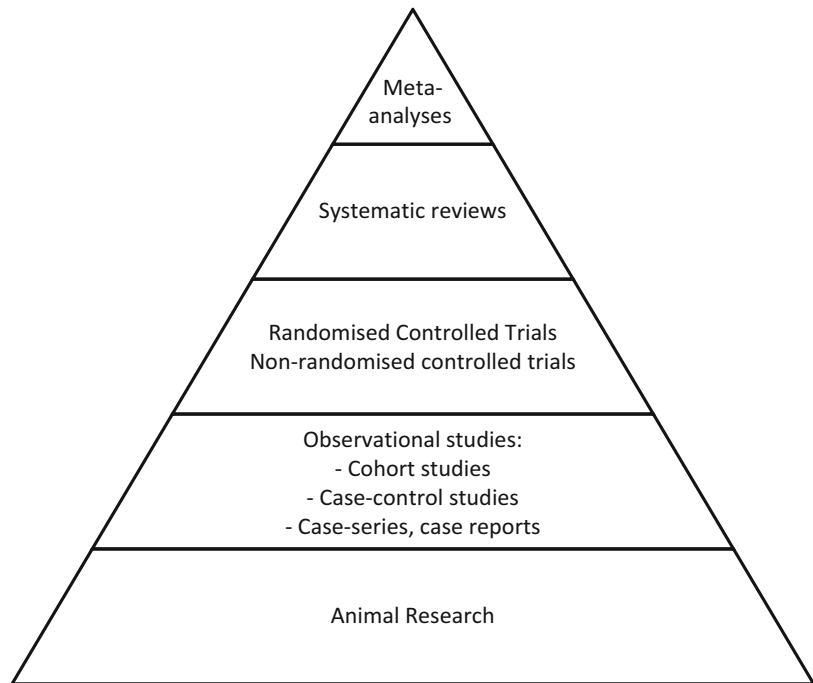 Meta-
analyses
Systematic reviews
Randomised Controlled Trials
Non-randomised controlled trials
Observational studies:
- Cohort studies
- Case-control studies
- Case-series, case reports
Animal Research